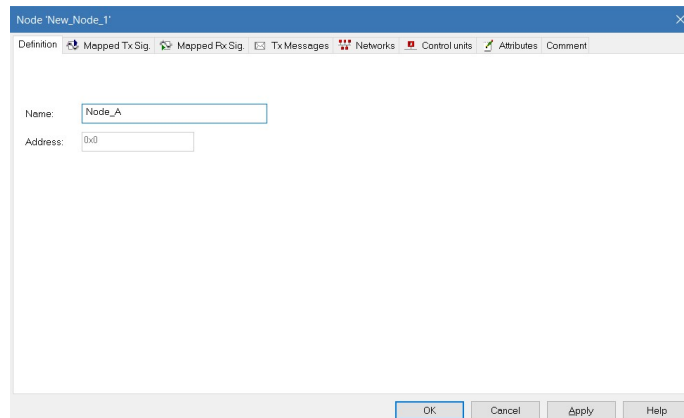 Node 'New_Node_1'
Definition Mapped Tx Sig. Mapped Rx Sig. Tx Messages Networks Control units Attributes Comment
Name: Node_A
Address: 0x0
OK Cancel Apply Help